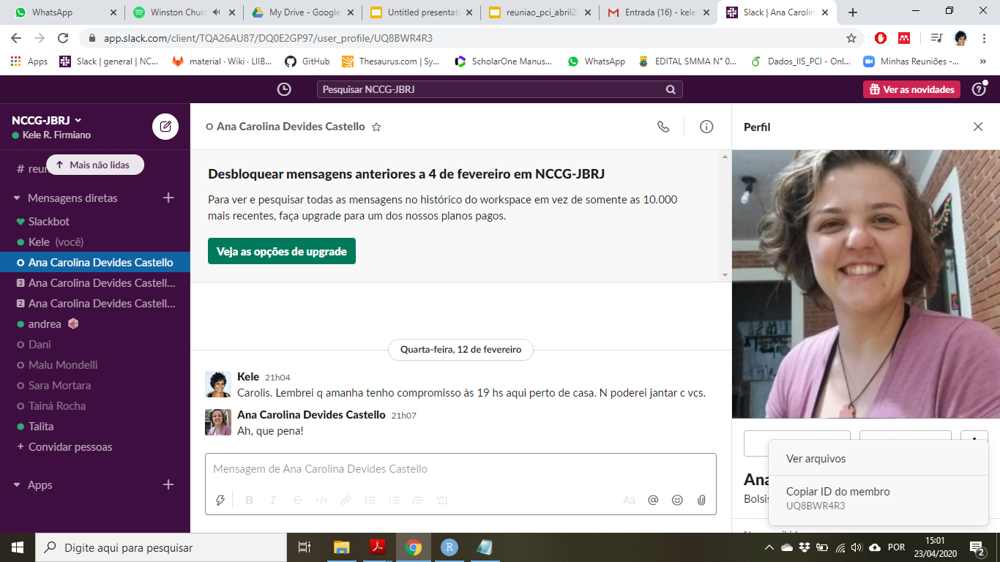 WhatsApp
Winston Churc
My Drive - Google
Untitled presentat
reuniao_pci_abril20
Entrada (16) - kele
Slack | Ana Carolin
app.slack.com/client/TQA26AU87/DQ0E2GP97/user_profile/UQ8BWR4R3
Apps
Slack | general | NC...
material · Wiki · LIIB...
GitHub
Thesaurus.com | Sy...
ScholarOne Manus...
WhatsApp
EDITAL SMMA N° 0...
Dados_IIS_PCI - Onl...
Minhas Reuniões -...
»
Pesquisar NCCG-JBRJ
Ver as novidades
NCCG-JBRJ
Kele R. Firmiano
Mais não lidas
# reun
Mensagens diretas
Slackbot
Kele (você)
Ana Carolina Devides Castello
3 Ana Carolina Devides Castell...
2 Ana Carolina Devides Castell...
andrea
Dani
Malu Mondelli
Sara Mortara
Tainá Rocha
Talita
+ Convidar pessoas
Apps
Ana Carolina Devides Castello
Desbloquear mensagens anteriores a 4 de fevereiro em NCCG-JBRJ
Para ver e pesquisar todas as mensagens no histórico do workspace em vez de somente as 10.000
mais recentes, faça upgrade para um dos nossos planos pagos.
Veja as opções de upgrade
Quarta-feira, 12 de fevereiro
Kele 21h04
Carolis. Lembrei q amanha tenho compromisso às 19 hs aqui perto de casa. N poderei jantar c vcs.
Ana Carolina Devides Castello 21h07
Ah, que pena!
Mensagem de Ana Carolina Devides Castello
B I S </> Aa @
Perfil
Ver arquivos
Copiar ID do membro
UQ8BWR4R3
Ana
Bolsis
Digite aqui para pesquisar
POR
15:01
23/04/2020
2